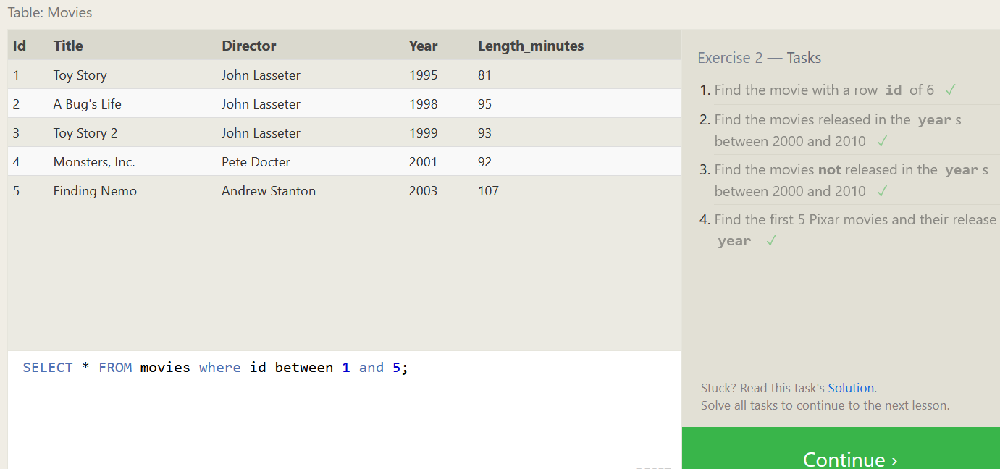 Table: Movies
Id Title Director Year Length_minutes
1 Toy Story John Lasseter 1995 81
2 A Bug's Life John Lasseter 1998 95
3 Toy Story 2 John Lasseter 1999 93
4 Monsters, Inc. Pete Docter 2001 92
5 Finding Nemo Andrew Stanton 2003 107
SELECT * FROM movies where id between 1 and 5;
Exercise 2 — Tasks
1. Find the movie with a row id of 6 ✓
2. Find the movies released in the year s
between 2000 and 2010 ✓
3. Find the movies not released in the year s
between 2000 and 2010 ✓
4. Find the first 5 Pixar movies and their release
year ✓
Stuck? Read this task's Solution.
Solve all tasks to continue to the next lesson.
Continue ›